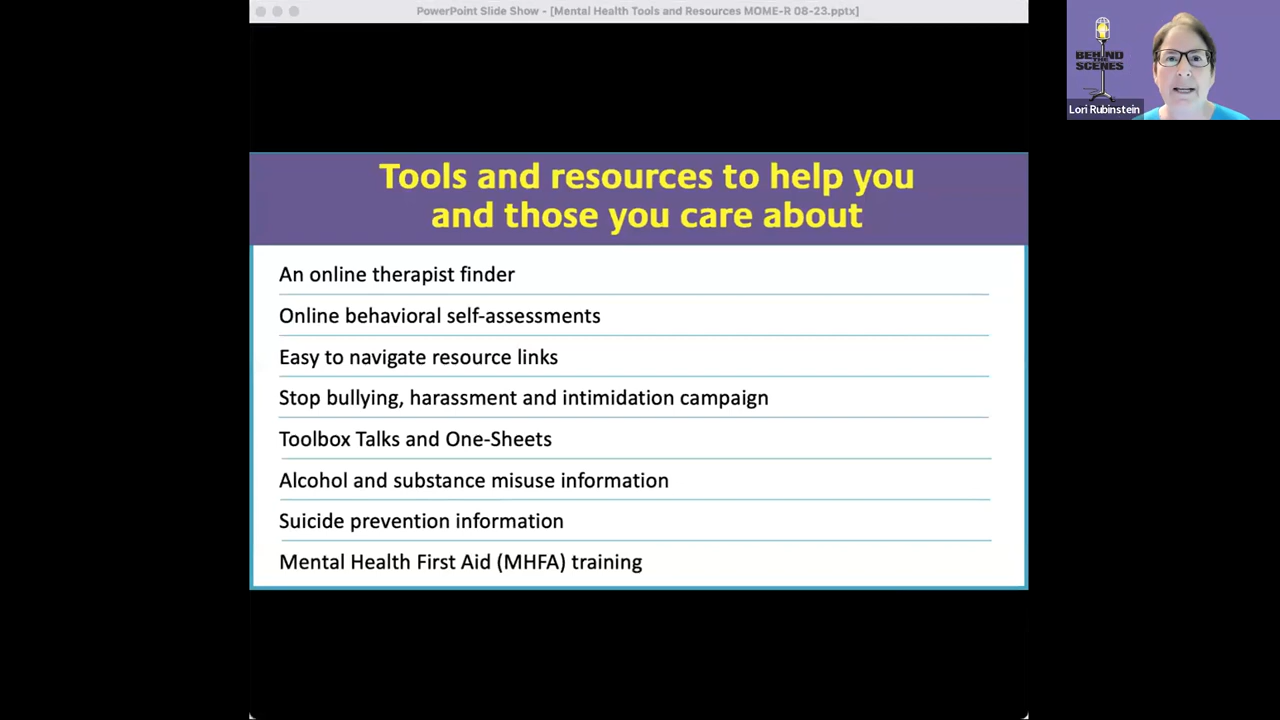 PowerPoint Slide Show - [Mental Health Tools and Resources MOME-R 08-23.pptx]
BEHIND
THE
SCENES
Lori Rubinstein
Tools and resources to help you
and those you care about
An online therapist finder
Online behavioral self-assessments
Easy to navigate resource links
Stop bullying, harassment and intimidation campaign
Toolbox Talks and One-Sheets
Alcohol and substance misuse information
Suicide prevention information
Mental Health First Aid (MHFA) training